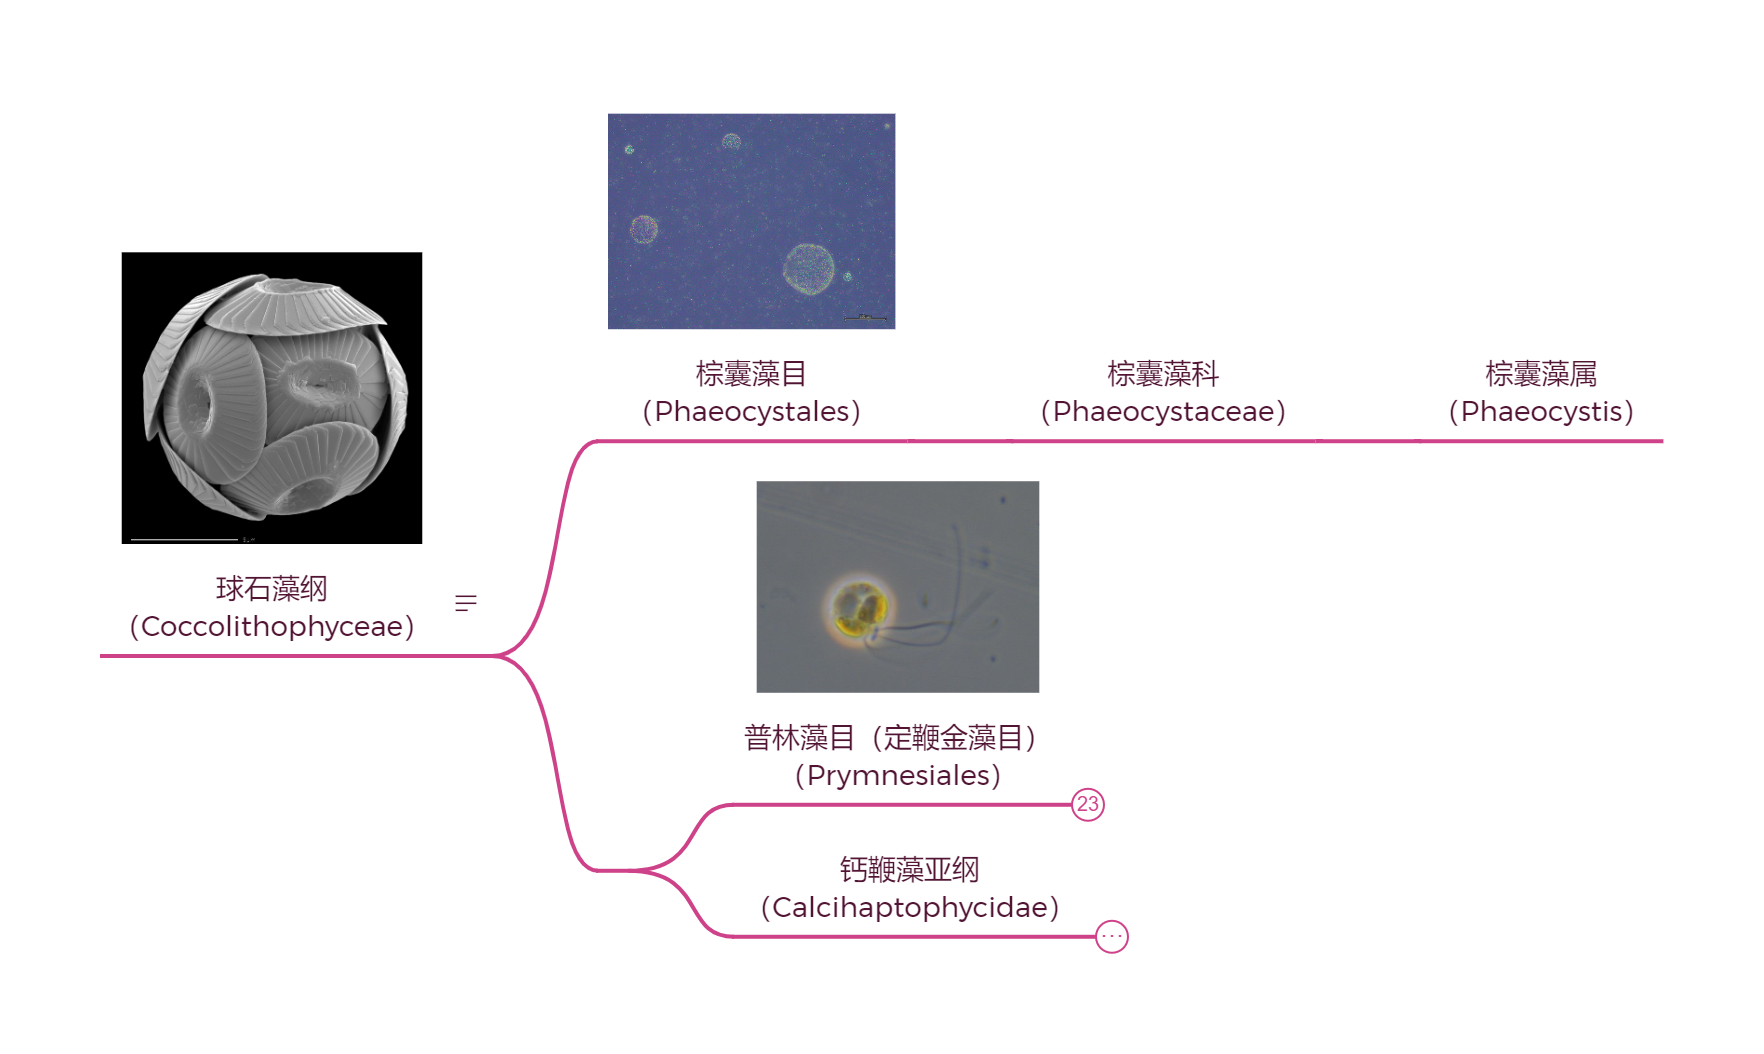 棕囊藻目
（Phaeocystales）
棕囊藻科
（Phaeocystaceae）
棕囊藻属
（Phaeocystis）
球石藻纲
（Coccolithophyceae）
普林藻目（定鞭金藻目）
（Prymnesiales）
23
钙鞭藻亚纲
（Calcihaptophycidae）